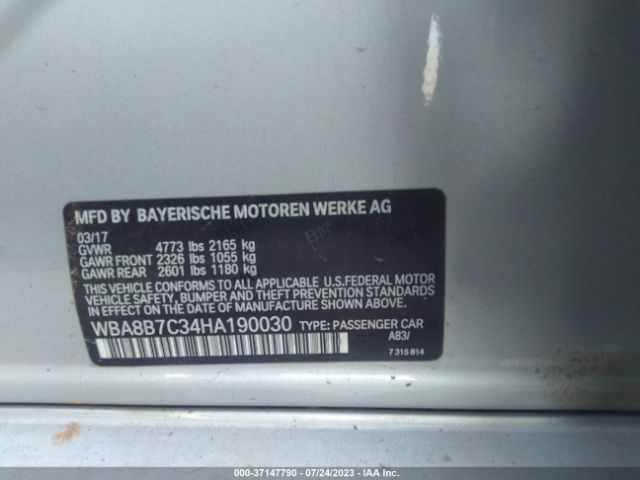 MFD BY BAYERISCHE MOTOREN WERKE AG
03/17
GVWR 4773 lbs 2165 kg
GAWR FRONT 2326 lbs 1055 kg
GAWR REAR 2601 lbs 1180 kg
THIS VEHICLE CONFORMS TO ALL APPLICABLE U.S.FEDERAL MOTOR
VEHICLE SAFETY, BUMPER AND THEFT PREVENTION STANDARDS
IN EFFECT ON THE DATE OF MANUFACTURE SHOWN ABOVE.
WBA8B7C34HA190030 TYPE: PASSENGER CAR
A83/
7 315 814
000-37147790 - 07/24/2023 - IAA Inc.